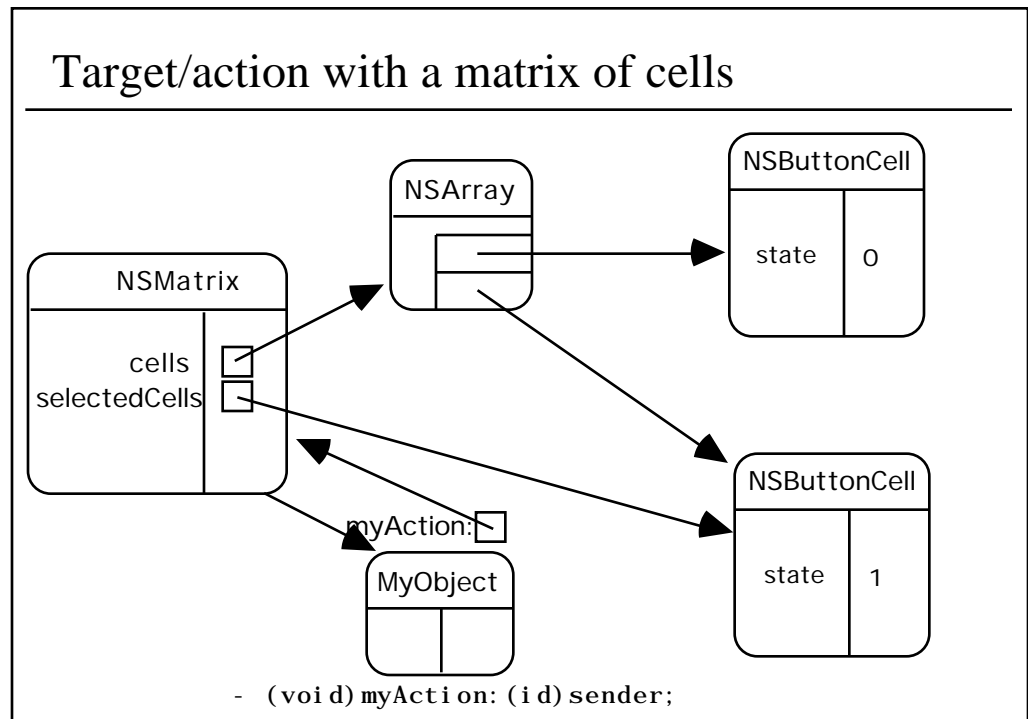 Target/action with a matrix of cells
NSButtonCell
NSArray
state 0
NSMatrix
cells
selectedCells
NSButtonCell
myAction:
MyObject
state 1
- (void)myAction:(id)sender;